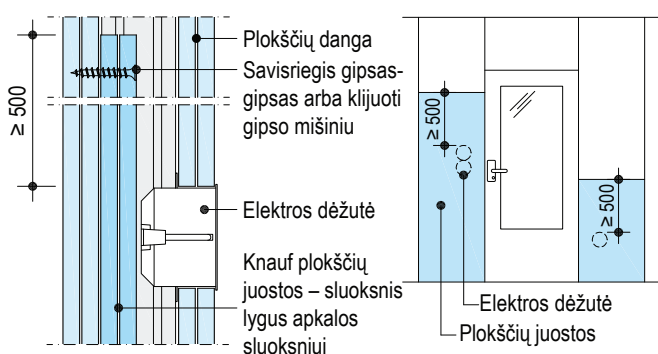 ≥ 500
Plokščių danga
Savisriegis gipsas-
gipsas arba klijuoti
gipso mišiniu
Elektros dėžutė
Knauf plokščių
juostos – sluoksnis
lygus apkalos
sluoksniui
≥ 500
≥ 500
Elektros dėžutė
Plokščių juostos